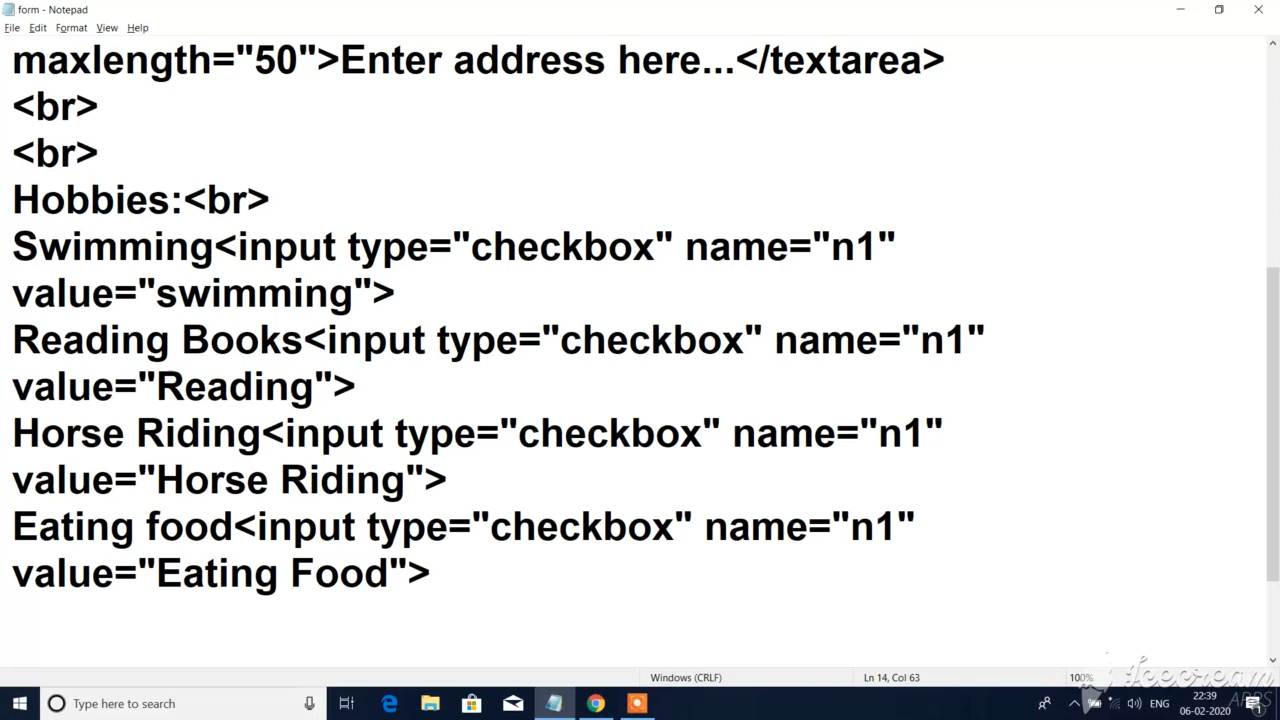 form - Notepad
File Edit Format View Help
maxlength="50">Enter address here...</textarea>
<br>
<br>
Hobbies:<br>
Swimming<input type="checkbox" name="n1"
value="swimming">
Reading Books<input type="checkbox" name="n1"
value="Reading">
Horse Riding<input type="checkbox" name="n1"
value="Horse Riding">
Eating food<input type="checkbox" name="n1"
value="Eating Food">
Windows (CRLF) Ln 14, Col 63 100%
icecream
APPS
Type here to search
ENG
22:39
06-02-2020
1